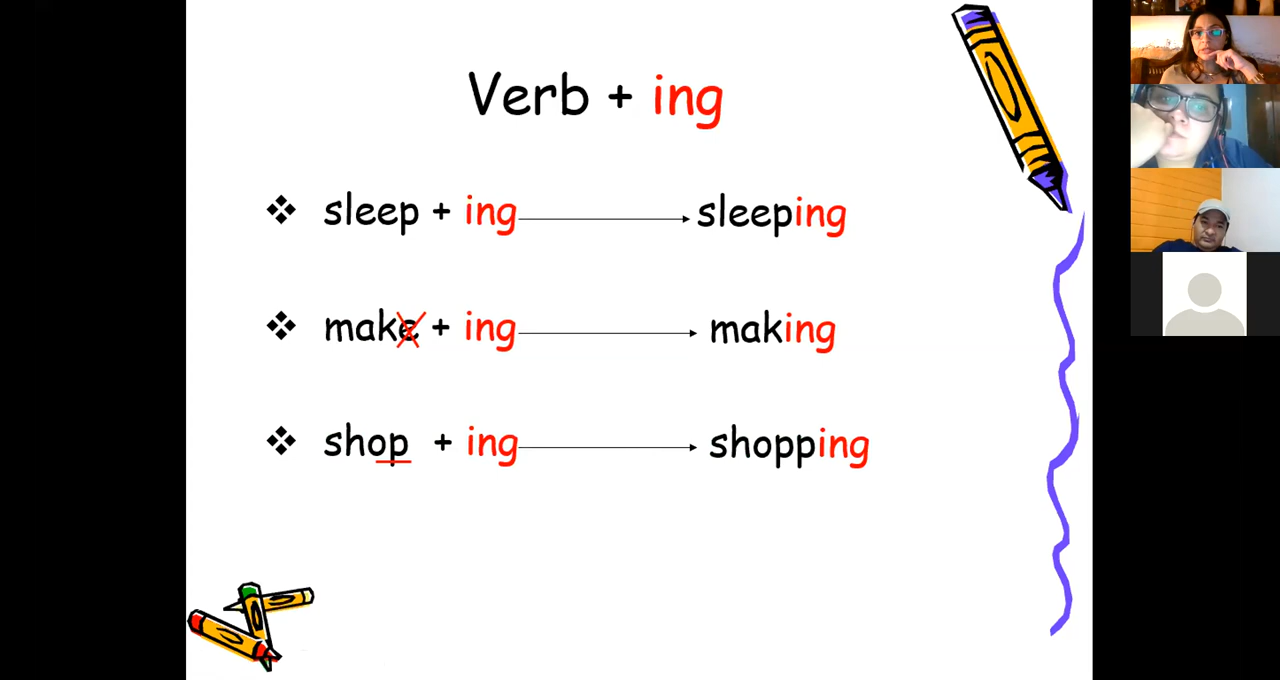 Verb + ing
❖ sleep + ing → sleeping
❖ make + ing → making
❖ shop + ing → shopping